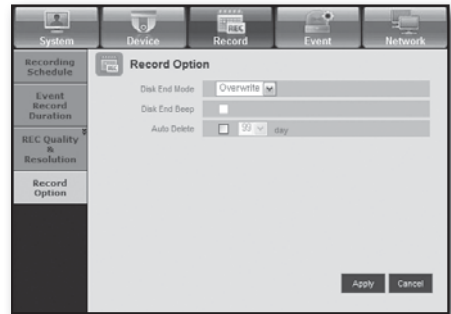 System
Device
REC
Record
Event
Network
Recording
Schedule
Event
Record
Duration
REC Quality
&
Resolution
Record
Option
Record Option
Disk End Mode
Overwrite
Disk End Beep
Auto Delete
99
day
Apply
Cancel